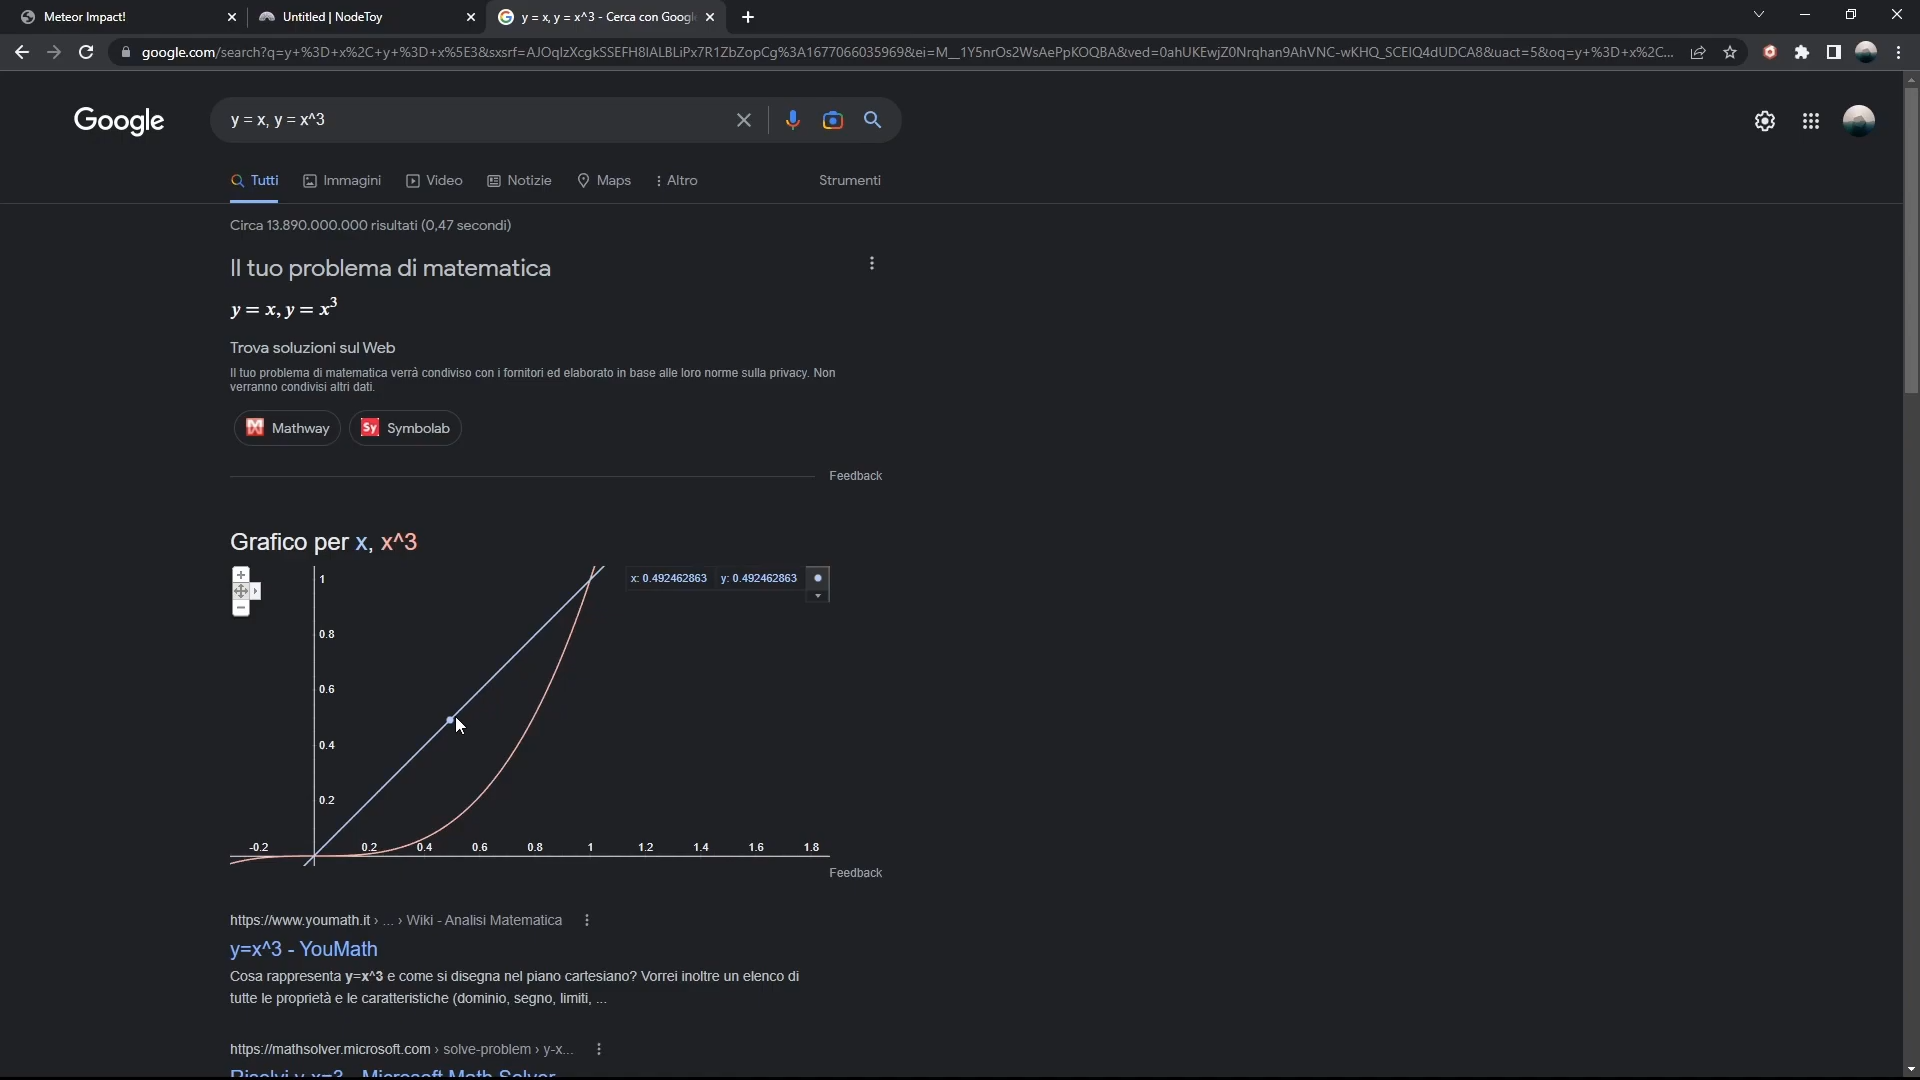 Meteor Impact!
Untitled | NodeToy
y = x, y = x^3 - Cerca con Google
google.com/search?q=y+%3D+x%2C+y+%3D+x%5E3&sxsrf=AJOqlzXcgkSSEFH8IALBLiPx7R1ZbZopCg%3A1677066035969&ei=M__1Y5nrOs2WsAePpKOQBA&ved=0ahUKEwjZ0Nrqhan9AhVNC-wKHQ_SCEIQ4dUDCA8&uact=5&oq=y+%3D+x%2C...
Google
y = x, y = x^3
Tutti
Immagini
Video
Notizie
Maps
Altro
Strumenti
Circa 13.890.000.000 risultati (0,47 secondi)
Il tuo problema di matematica
y = x, y = x³
Trova soluzioni sul Web
Il tuo problema di matematica verrà condiviso con i fornitori ed elaborato in base alle loro norme sulla privacy. Non
verranno condivisi altri dati.
Mathway
Sy Symbolab
Feedback
Grafico per x, x^3
x: 0.492462863 y: 0.492462863
1
0.8
0.6
0.4
0.2
-0.2 0.2 0.4 0.6 0.8 1 1.2 1.4 1.6 1.8
Feedback
https://www.youmath.it › ... › Wiki - Analisi Matematica
y=x^3 - YouMath
Cosa rappresenta y=x^3 e come si disegna nel piano cartesiano? Vorrei inoltre un elenco di
tutte le proprietà e le caratteristiche (dominio, segno, limiti, ...
https://mathsolver.microsoft.com › solve-problem › y-x...
Risolvi y-x=3 - Microsoft Math Solver